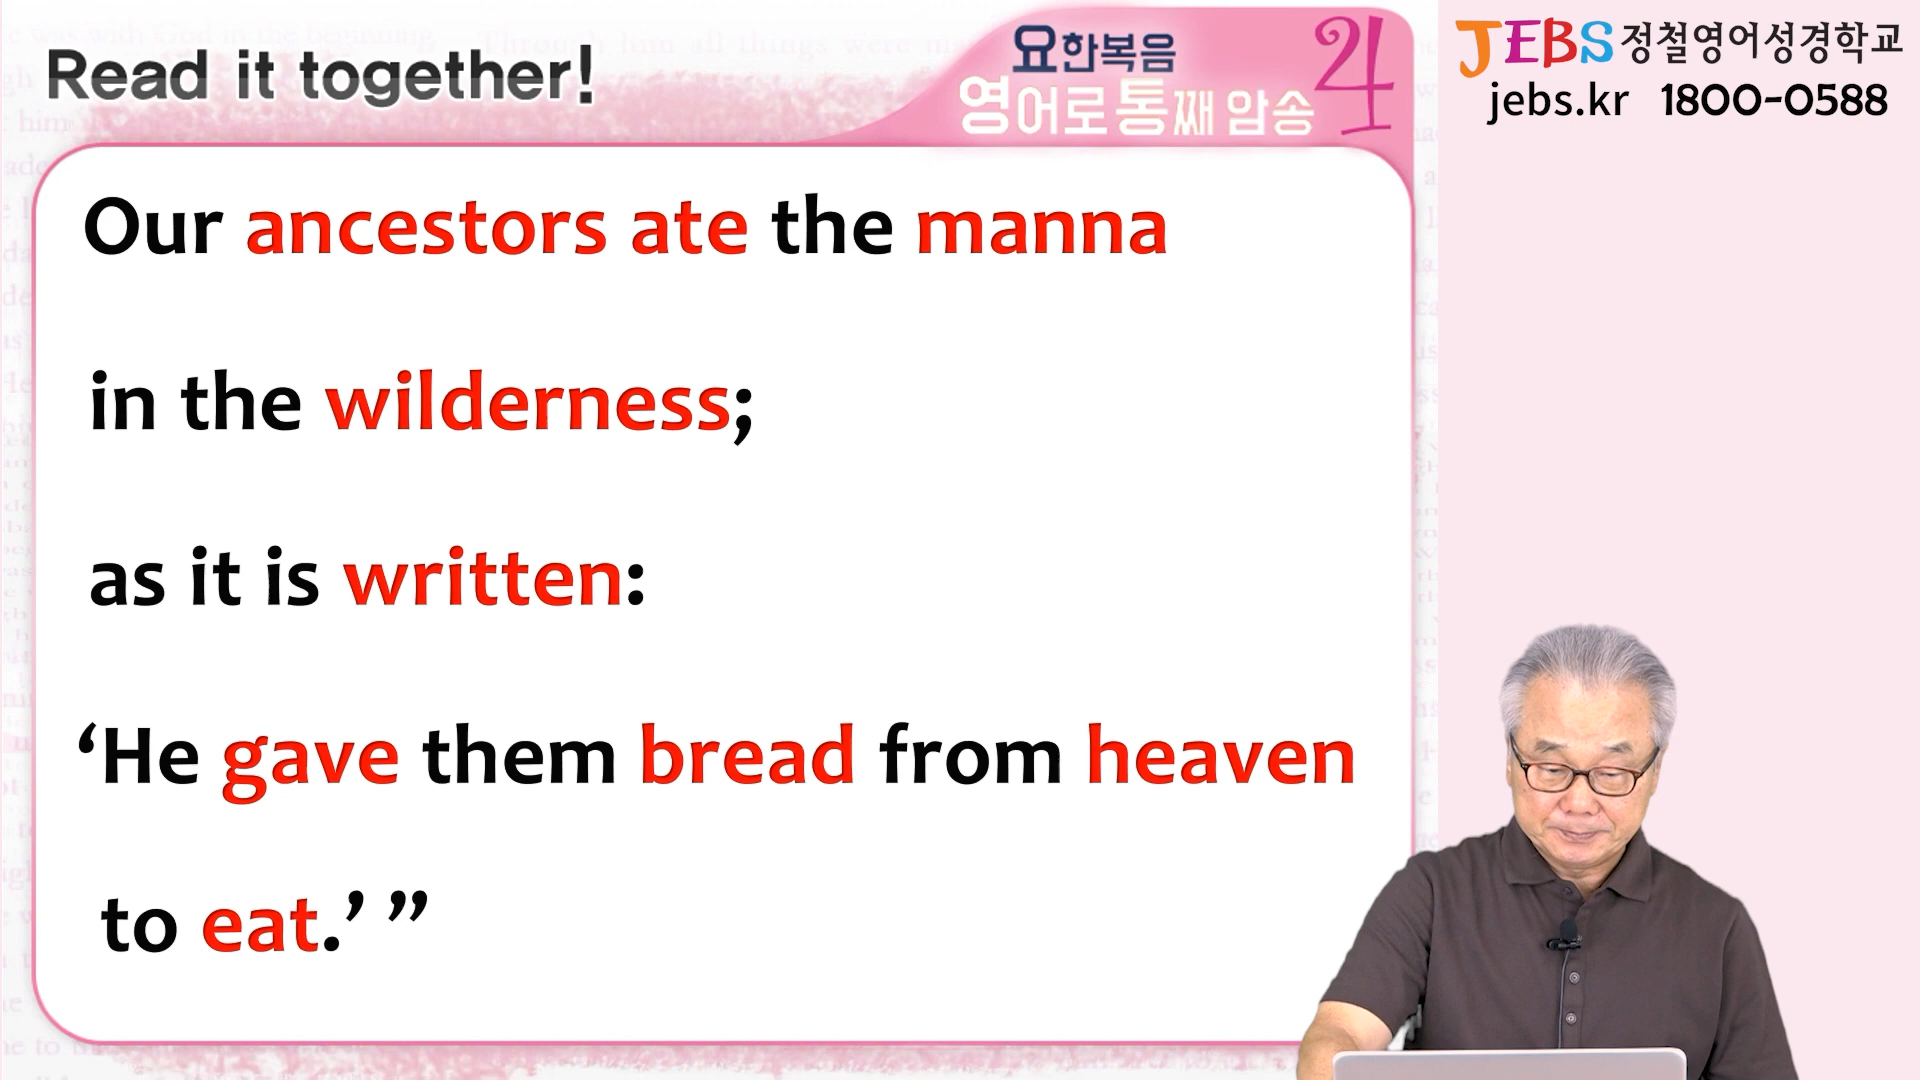 Read it together!
요한복음
영어로 통째 암송 4
JEBS 정철영어성경학교
jebs.kr 1800-0588
Our ancestors ate the manna
in the wilderness;
as it is written:
‘He gave them bread from heaven
to eat.’ ”